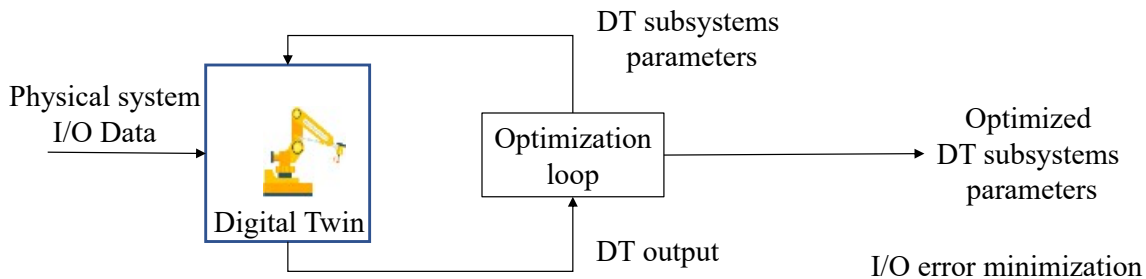 DT subsystems
parameters
Physical system
I/O Data
Digital Twin
Optimization
loop
DT output
Optimized
DT subsystems
parameters
I/O error minimization